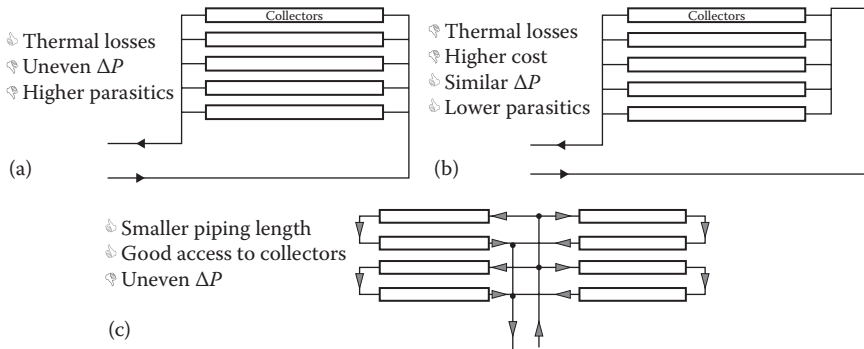 Collectors
Thermal losses
Uneven ΔP
Higher parasitics
(a)
Collectors
Thermal losses
Higher cost
Similar ΔP
Lower parasitics
(b)
Smaller piping length
Good access to collectors
Uneven ΔP
(c)